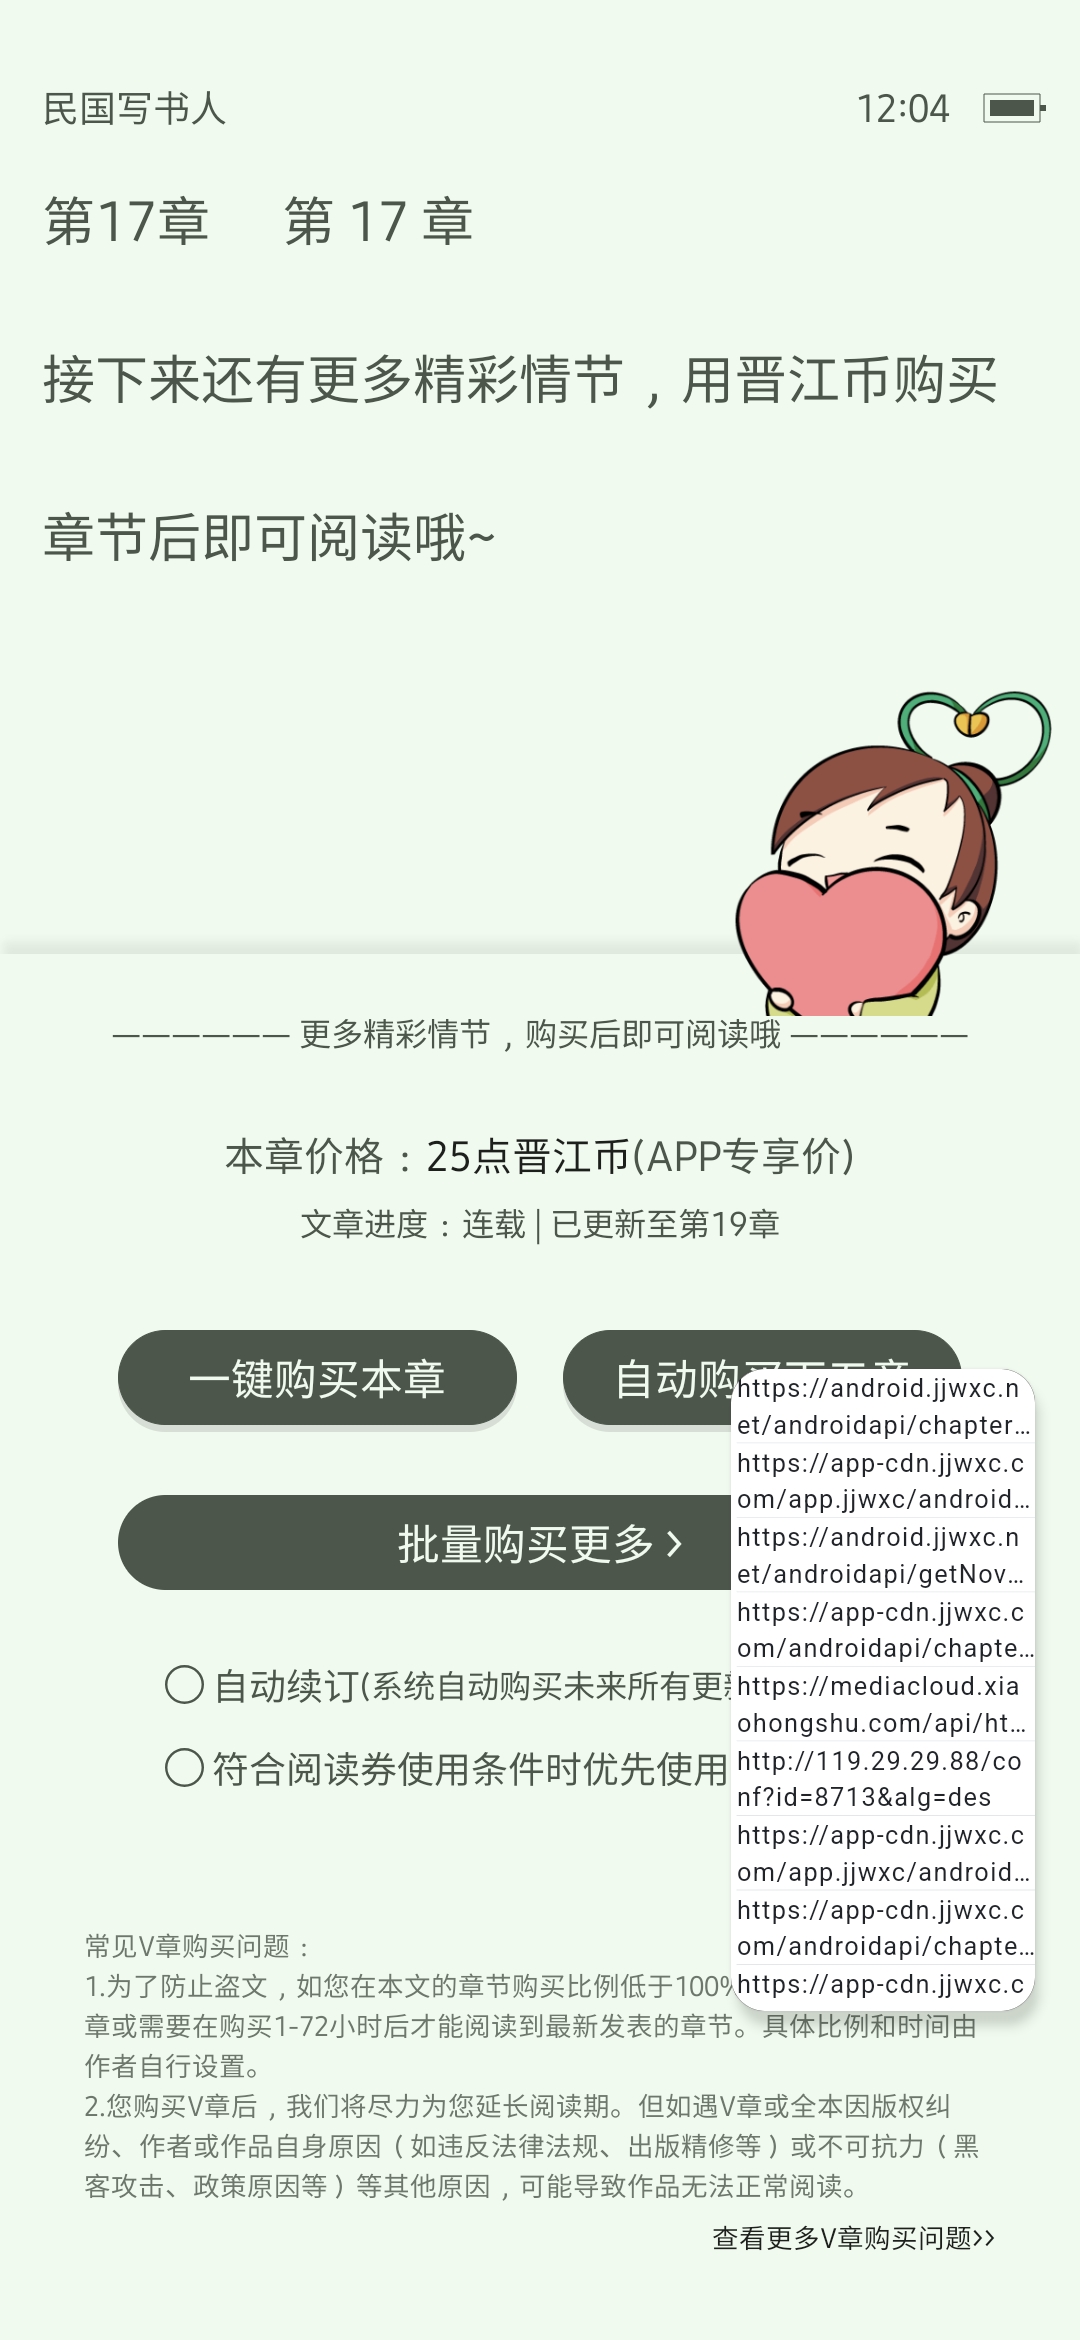 民国写书人
12:04
第17章 第 17 章
接下来还有更多精彩情节，用晋江币购买
章节后即可阅读哦~
—————— 更多精彩情节，购买后即可阅读哦 ——————
本章价格：25点晋江币(APP专享价)
文章进度：连载 | 已更新至第19章
一键购买本章
自动购买下无章
批量购买更多 >
自动续订(系统自动购买未来所有更
符合阅读券使用条件时优先使用
https://android.jjwxc.n
et/androidapi/chapter…
https://app-cdn.jjwxc.c
om/app.jjwxc/android…
https://android.jjwxc.n
et/androidapi/getNov…
https://app-cdn.jjwxc.c
om/androidapi/chapte…
https://mediacloud.xia
ohongshu.com/api/ht…
http://119.29.29.88/co
nf?id=8713&alg=des
https://app-cdn.jjwxc.c
om/app.jjwxc/android…
https://app-cdn.jjwxc.c
om/androidapi/chapte…
https://app-cdn.jjwxc.c
常见V章购买问题：
1.为了防止盗文，如您在本文的章节购买比例低于100%
章或需要在购买1-72小时后才能阅读到最新发表的章节。具体比例和时间由
作者自行设置。
2.您购买V章后，我们将尽力为您延长阅读期。但如遇V章或全本因版权纠
纷、作者或作品自身原因（如违反法律法规、出版精修等）或不可抗力（黑
客攻击、政策原因等）等其他原因，可能导致作品无法正常阅读。
查看更多V章购买问题>>